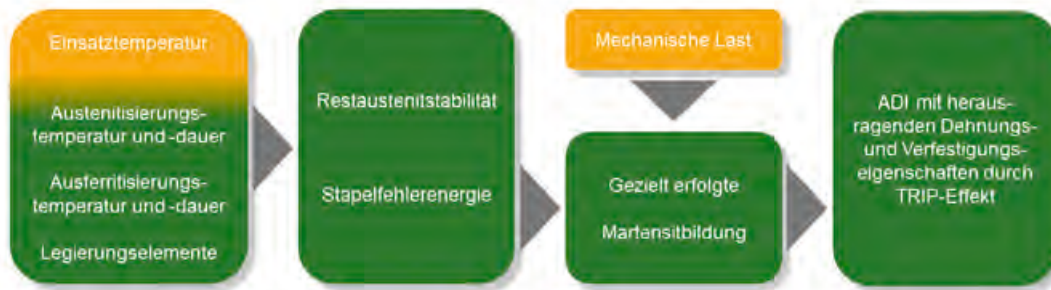 Einsatztemperatur
Austenitisierungs-
temperatur und -dauer
Ausferritisierungs-
temperatur und -dauer
Legierungselemente
Restaustenitstabilität
Stapelfehlerenergie
Mechanische Last
Gezielt erfolgte
Martensitbildung
ADI mit heraus-
ragenden Dehnungs-
und Verfestigungs-
eigenschaften durch
TRIP-Effekt